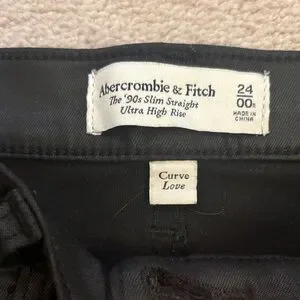 Abercrombie & Fitch
The '90s Slim Straight
Ultra High Rise
24
00R
MADE IN
CHINA
Curve
Love